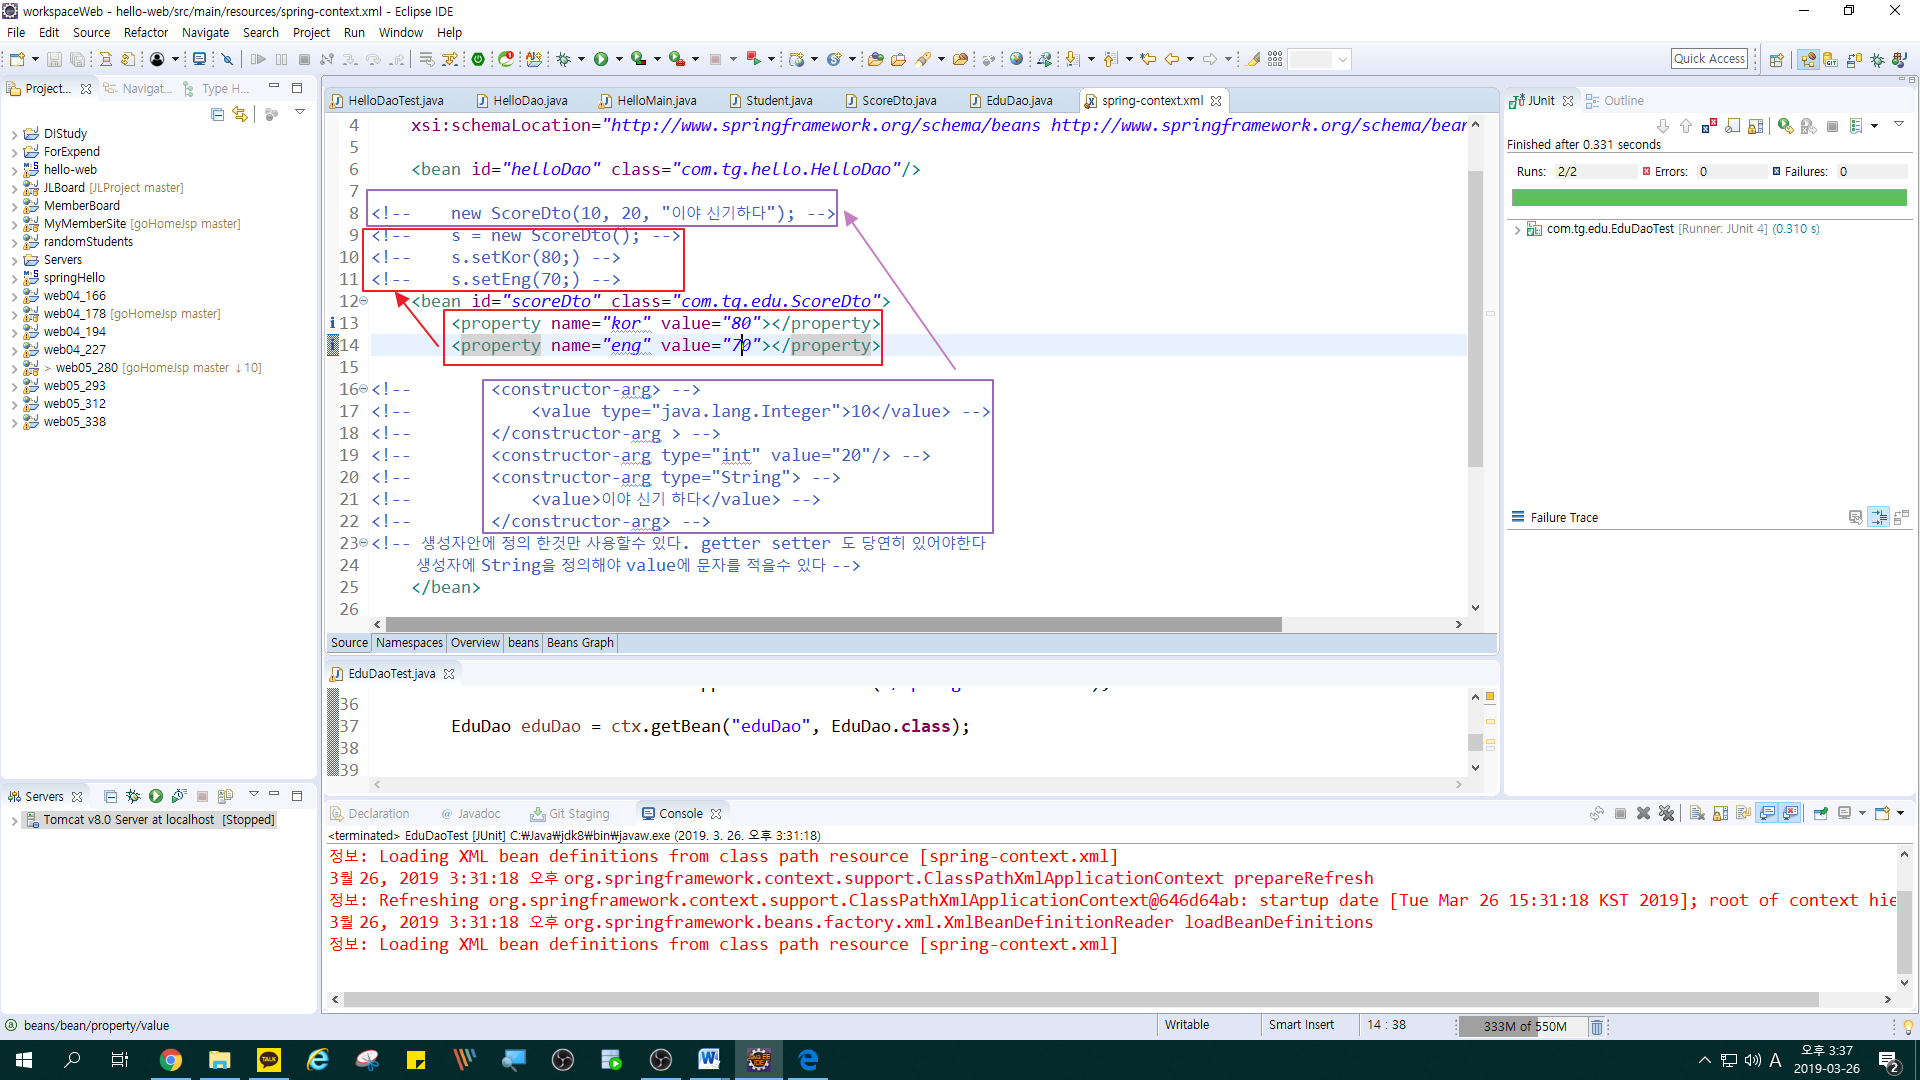 workspaceWeb - hello-web/src/main/resources/spring-context.xml - Eclipse IDE
File Edit Source Refactor Navigate Search Project Run Window Help
Quick Access
Project... Navigat... Type H...
DIStudy
ForExpend
hello-web
JLBoard [JLProject master]
MemberBoard
MyMemberSite [goHomeJsp master]
randomStudents
Servers
springHello
web04_166
web04_178 [goHomeJsp master]
web04_194
web04_227
> web05_280 [goHomeJsp master ↓10]
web05_293
web05_312
web05_338
HelloDaoTest.java HelloDao.java HelloMain.java Student.java ScoreDto.java EduDao.java spring-context.xml
4 xsi:schemaLocation="http://www.springframework.org/schema/beans http://www.springframework.org/schema/bear
5
6 <bean id="helloDao" class="com.tg.hello.HelloDao"/>
7
8 <!-- new ScoreDto(10, 20, "이야 신기하다"); -->
9 <!-- s = new ScoreDto(); -->
10 <!-- s.setKor(80;) -->
11 <!-- s.setEng(70;) -->
12 <bean id="scoreDto" class="com.tg.edu.ScoreDto">
13 <property name="kor" value="80"></property>
14 <property name="eng" value="70"></property>
15
16 <!-- <constructor-arg> -->
17 <!-- <value type="java.lang.Integer">10</value> -->
18 <!-- </constructor-arg > -->
19 <!-- <constructor-arg type="int" value="20"/> -->
20 <!-- <constructor-arg type="String"> -->
21 <!-- <value>이야 신기 하다</value> -->
22 <!-- </constructor-arg> -->
23 <!-- 생성자안에 정의 한것만 사용할수 있다. getter setter 도 당연히 있어야한다
24 생성자에 String을 정의해야 value에 문자를 적을수 있다 -->
25 </bean>
26
Source Namespaces Overview beans Beans Graph
EduDaoTest.java
36
37 EduDao eduDao = ctx.getBean("eduDao", EduDao.class);
38
39
JUnit Outline
Finished after 0.331 seconds
Runs: 2/2 Errors: 0 Failures: 0
com.tg.edu.EduDaoTest [Runner: JUnit 4] (0.310 s)
Failure Trace
Servers
Tomcat v8.0 Server at localhost [Stopped]
Declaration Javadoc Git Staging Console
<terminated> EduDaoTest [JUnit] C:₩Java₩jdk8₩bin₩javaw.exe (2019. 3. 26. 오후 3:31:18)
정보: Loading XML bean definitions from class path resource [spring-context.xml]
3월 26, 2019 3:31:18 오후 org.springframework.context.support.ClassPathXmlApplicationContext prepareRefresh
정보: Refreshing org.springframework.context.support.ClassPathXmlApplicationContext@646d64ab: startup date [Tue Mar 26 15:31:18 KST 2019]; root of context hie
3월 26, 2019 3:31:18 오후 org.springframework.beans.factory.xml.XmlBeanDefinitionReader loadBeanDefinitions
정보: Loading XML bean definitions from class path resource [spring-context.xml]
beans/bean/property/value
Writable Smart Insert 14 : 38 333M of 550M
A 오후 3:37
2019-03-26
2